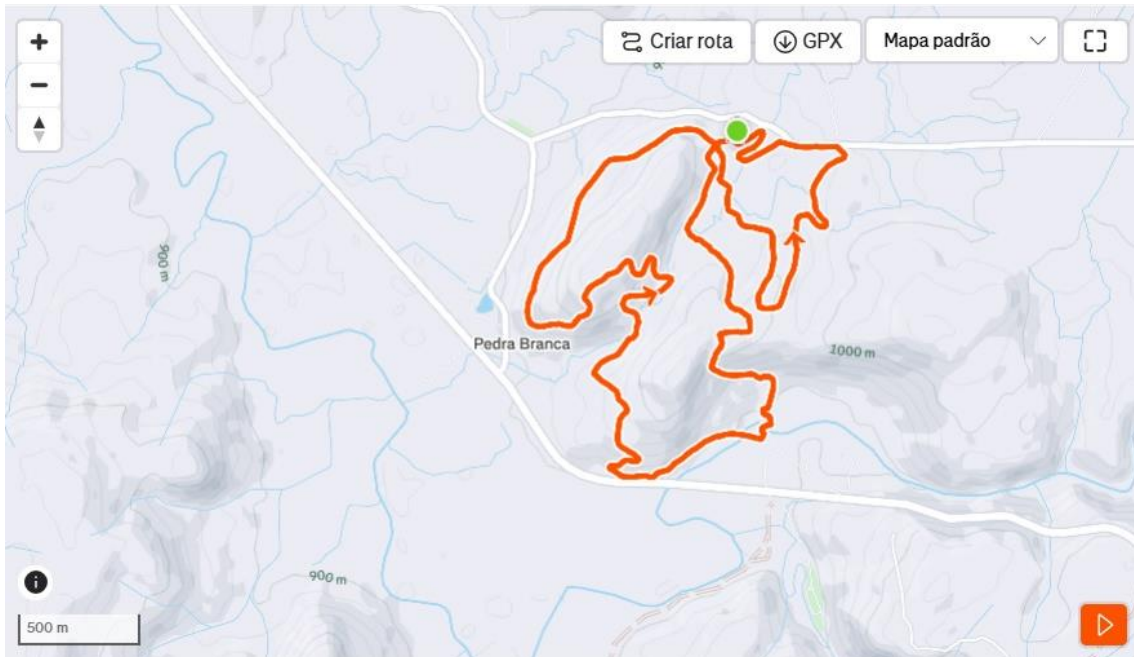 Criar rota
GPX
Mapa padrão
900 m
Pedra Branca
1000 m
900 m
500 m